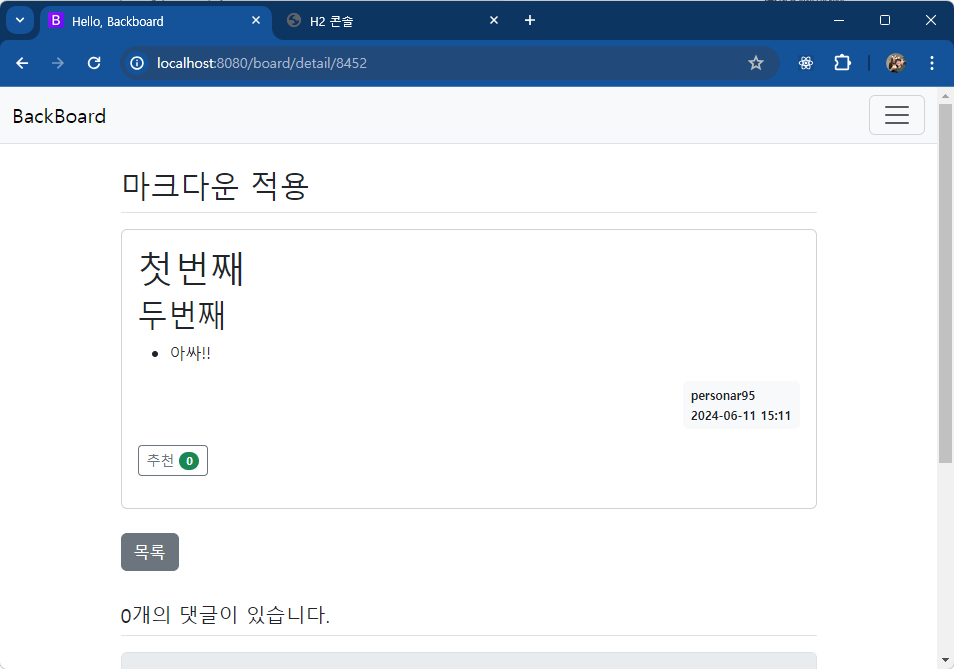 Hello, Backboard
H2 콘솔
localhost:8080/board/detail/8452
BackBoard
마크다운 적용
첫번째
두번째
아싸!!
personar95
2024-06-11 15:11
추천 0
목록
0개의 댓글이 있습니다.